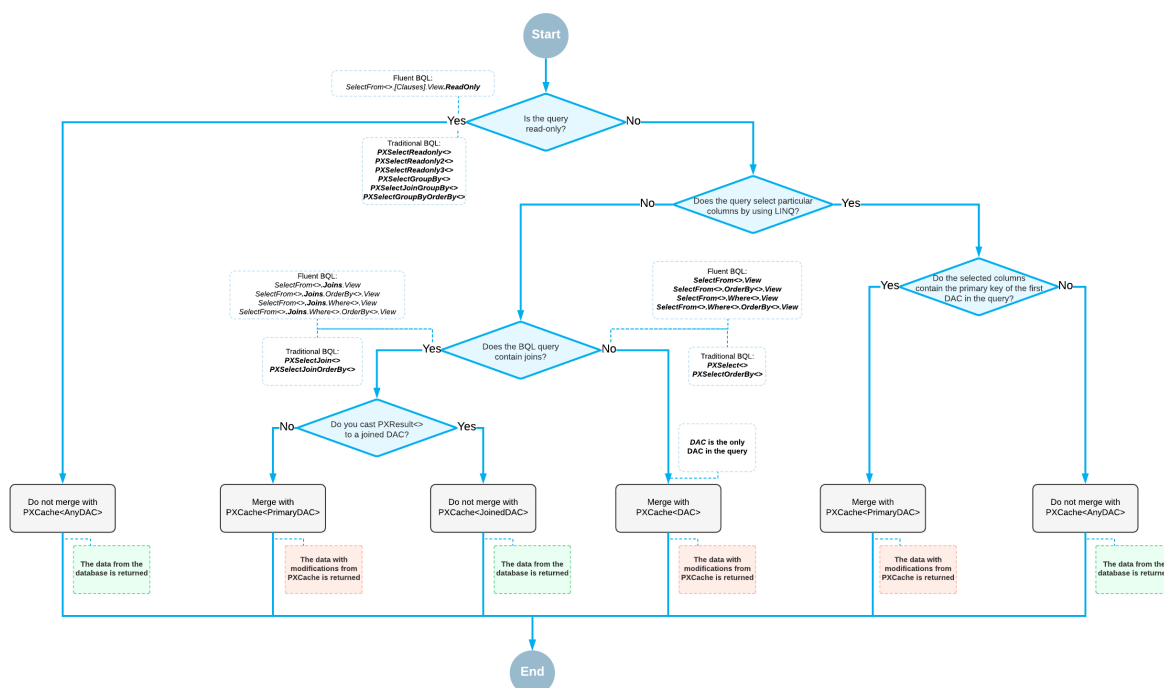 Start
Fluent BQL:
SelectFrom<>.[Clauses].View.ReadOnly
Yes
Is the query
read-only?
No
Traditional BQL:
PXSelectReadonly<>
PXSelectReadonly2<>
PXSelectReadonly3<>
PXSelectGroupBy<>
PXSelectJoinGroupBy<>
PXSelectGroupByOrderBy<>
No
Does the query select particular
columns by using LINQ?
Yes
Fluent BQL:
SelectFrom<>.Joins.View
SelectFrom<>.Joins.OrderBy<>.View
SelectFrom<>.Joins.Where<>.View
SelectFrom<>.Joins.Where<>.OrderBy<>.View
Fluent BQL:
SelectFrom<>.View
SelectFrom<>.OrderBy<>.View
SelectFrom<>.Where<>.View
SelectFrom<>.Where<>.OrderBy<>.View
Yes
Do the selected columns
contain the primary key of the first
DAC in the query?
No
Traditional BQL:
PXSelectJoin<>
PXSelectJoinOrderBy<>
Yes
Does the BQL query
contain joins?
No
Traditional BQL:
PXSelect<>
PXSelectOrderBy<>
No
Do you cast PXResult<>
to a joined DAC?
Yes
DAC is the only
DAC in the query
Do not merge with
PXCache<AnyDAC>
Merge with
PXCache<PrimaryDAC>
Do not merge with
PXCache<JoinedDAC>
Merge with
PXCache<DAC>
Merge with
PXCache<PrimaryDAC>
Do not merge with
PXCache<AnyDAC>
The data from the
database is returned
The data with
modifications from
PXCache is returned
The data from the
database is returned
The data with
modifications from
PXCache is returned
The data with
modifications from
PXCache is returned
The data from the
database is returne
End